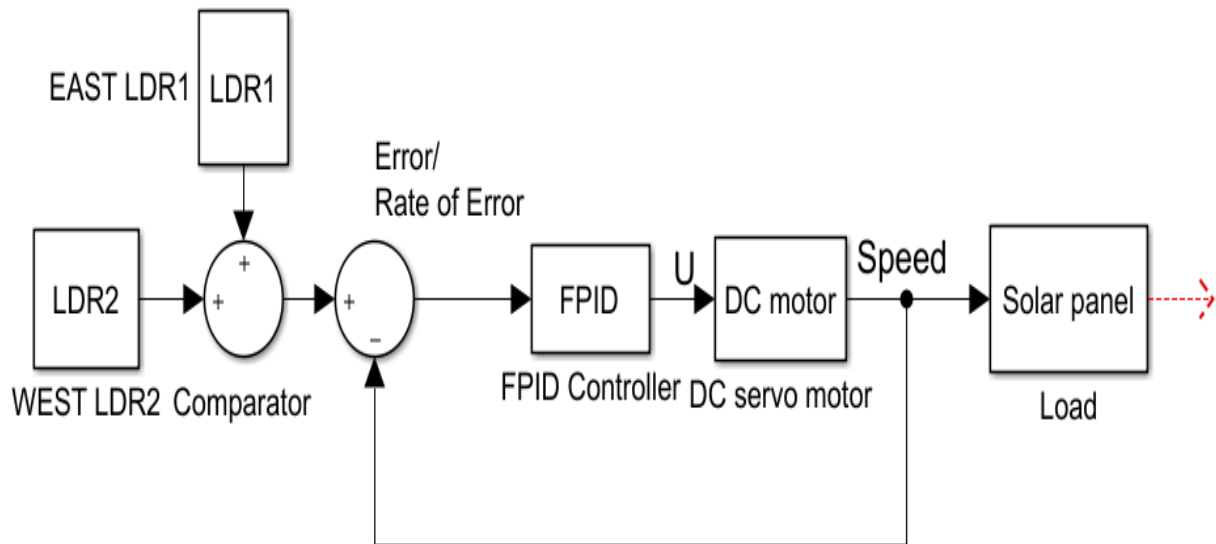 EAST LDR1
LDR1
Error/
Rate of Error
+
LDR2
+
+
−
FPID
U
DC motor
Speed
Solar panel
WEST LDR2
Comparator
FPID Controller
DC servo motor
Load